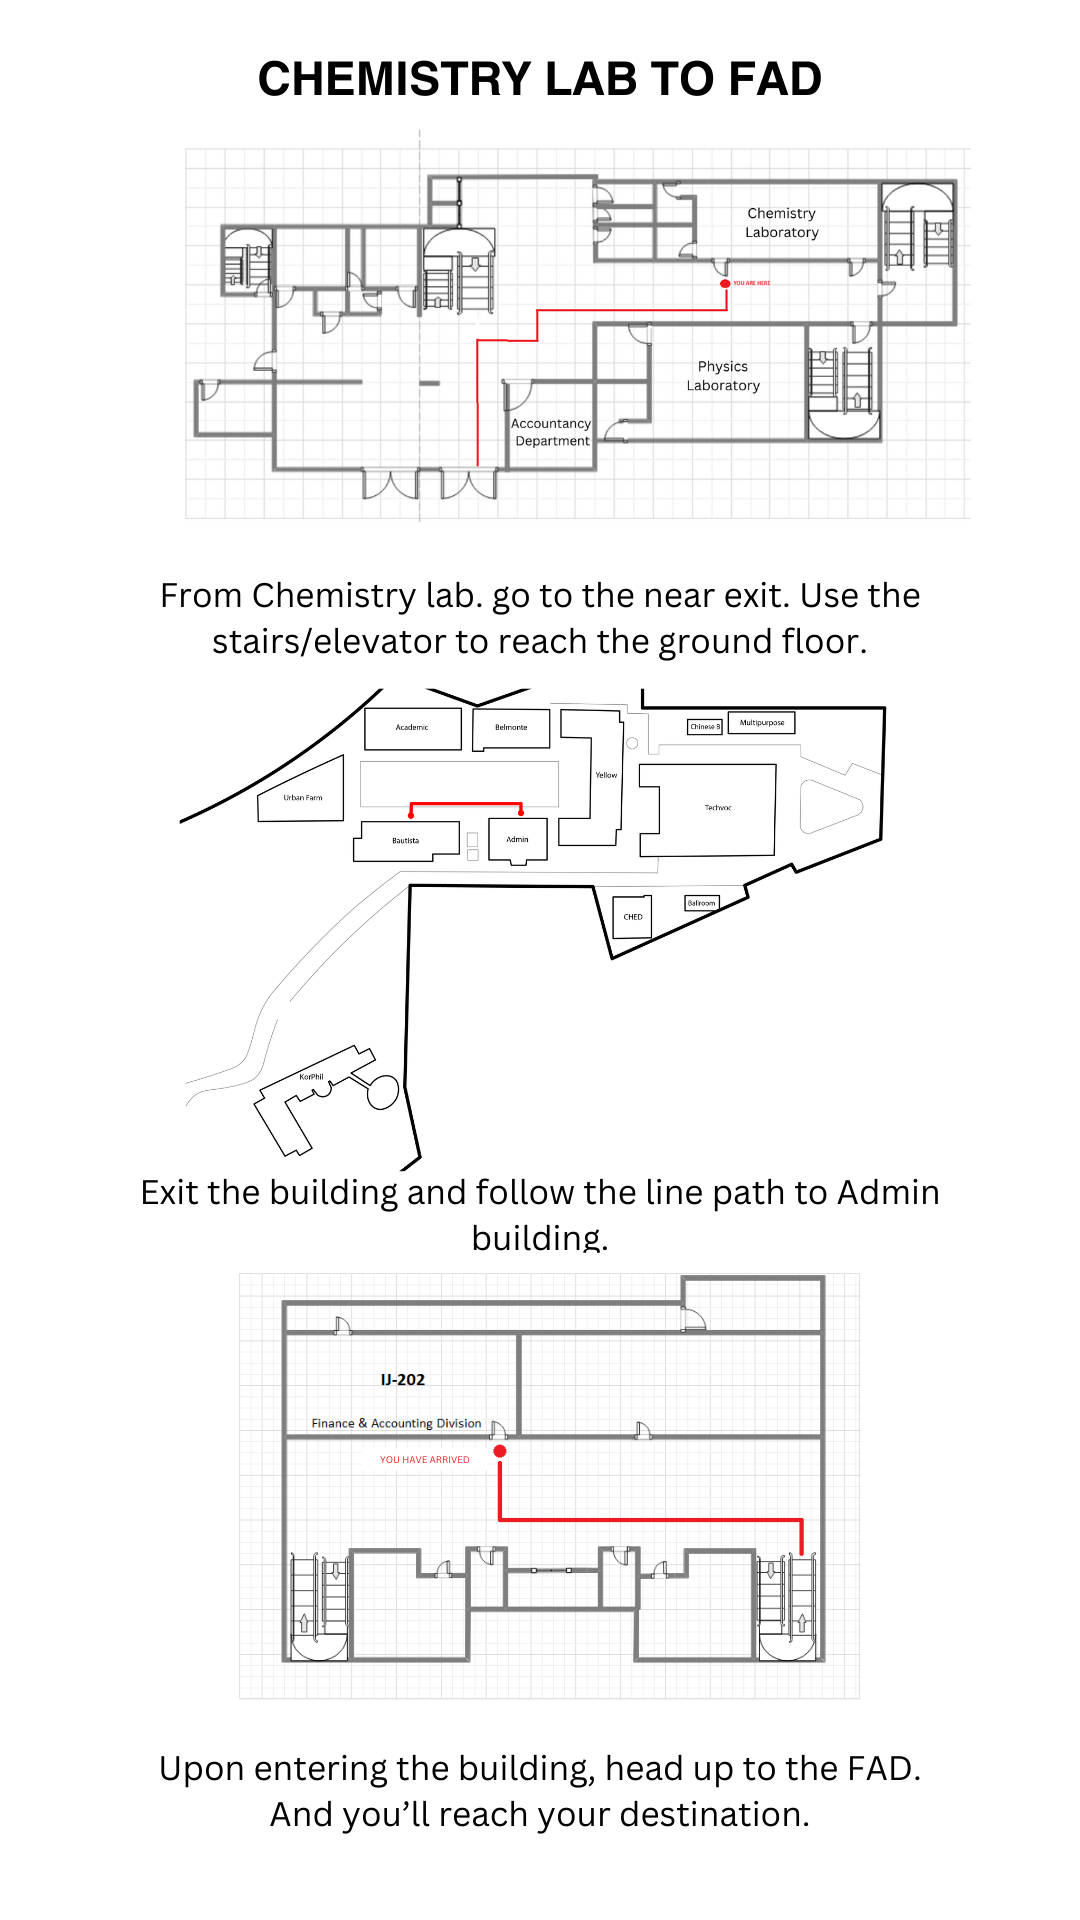 CHEMISTRY LAB TO FAD
Chemistry
Laboratory
YOU ARE HERE
Physics
Laboratory
Accountancy
Department
From Chemistry lab. go to the near exit. Use the
stairs/elevator to reach the ground floor.
Academic
Belmonte
Chinese B
Multipurpose
Yellow
Urban Farm
Techvoc
Bautista
Admin
CHED
Ballroom
KorPhil
Exit the building and follow the line path to Admin
building.
IJ-202
Finance & Accounting Division
YOU HAVE ARRIVED
Upon entering the building, head up to the FAD.
And you’ll reach your destination.